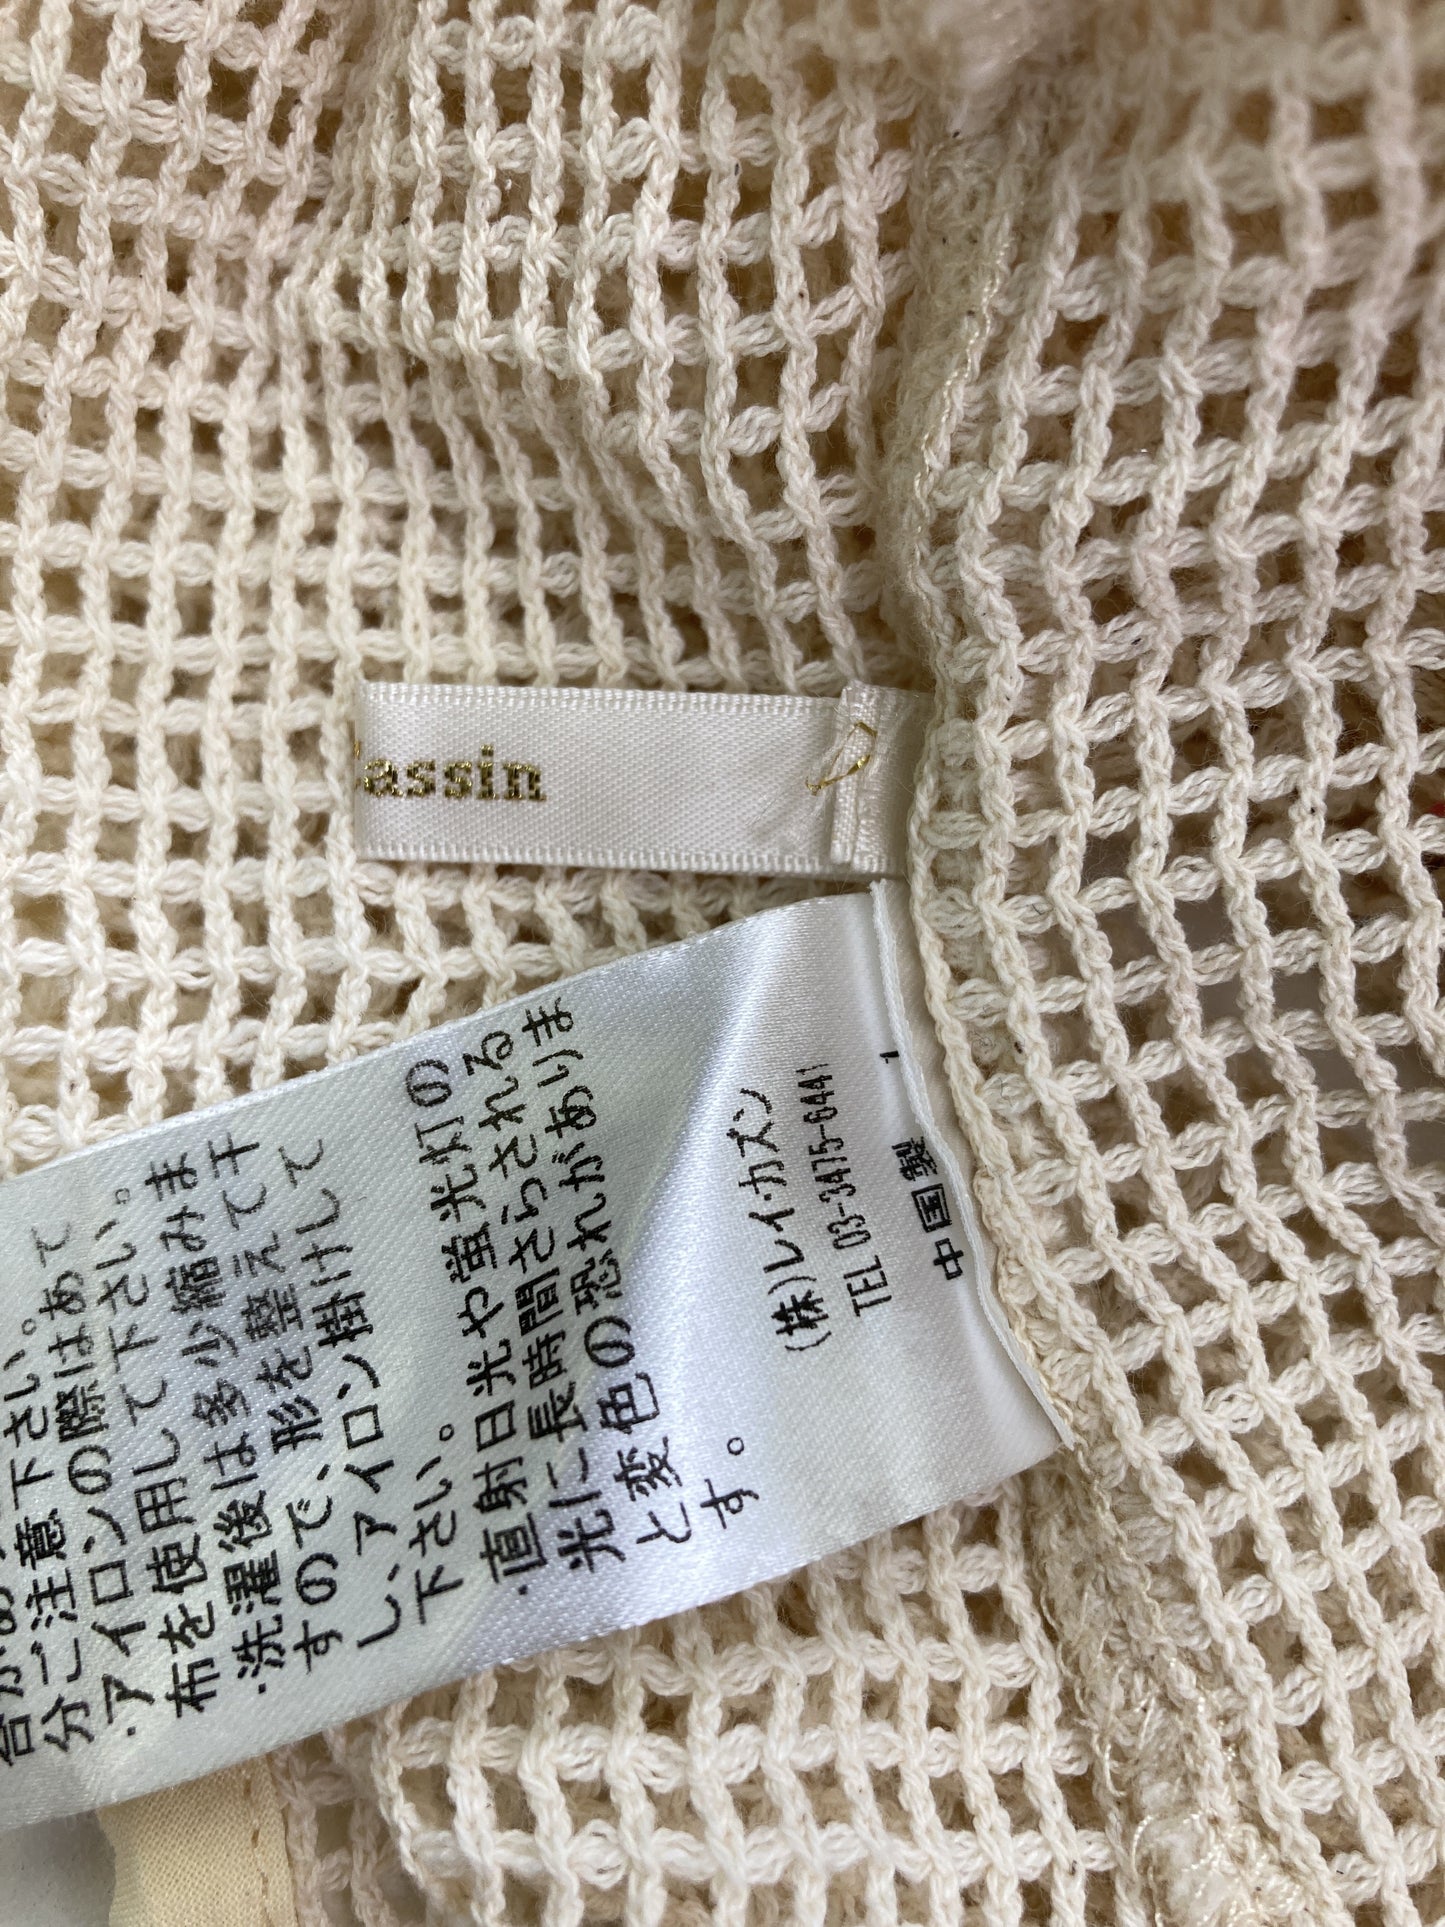 assin
下さい。
分ご注意下さい。
・アイロンの際はあて
布を使用して下さい。
・洗濯後は多少縮みま
すので、形を整えて干
し、アイロン掛けして
下さい。
・直射日光や蛍光灯の
光に長時間さらされる
と変色の恐れがありま
す。
(株)レイ・カズン
TEL 03-3475-6441
中国製 1